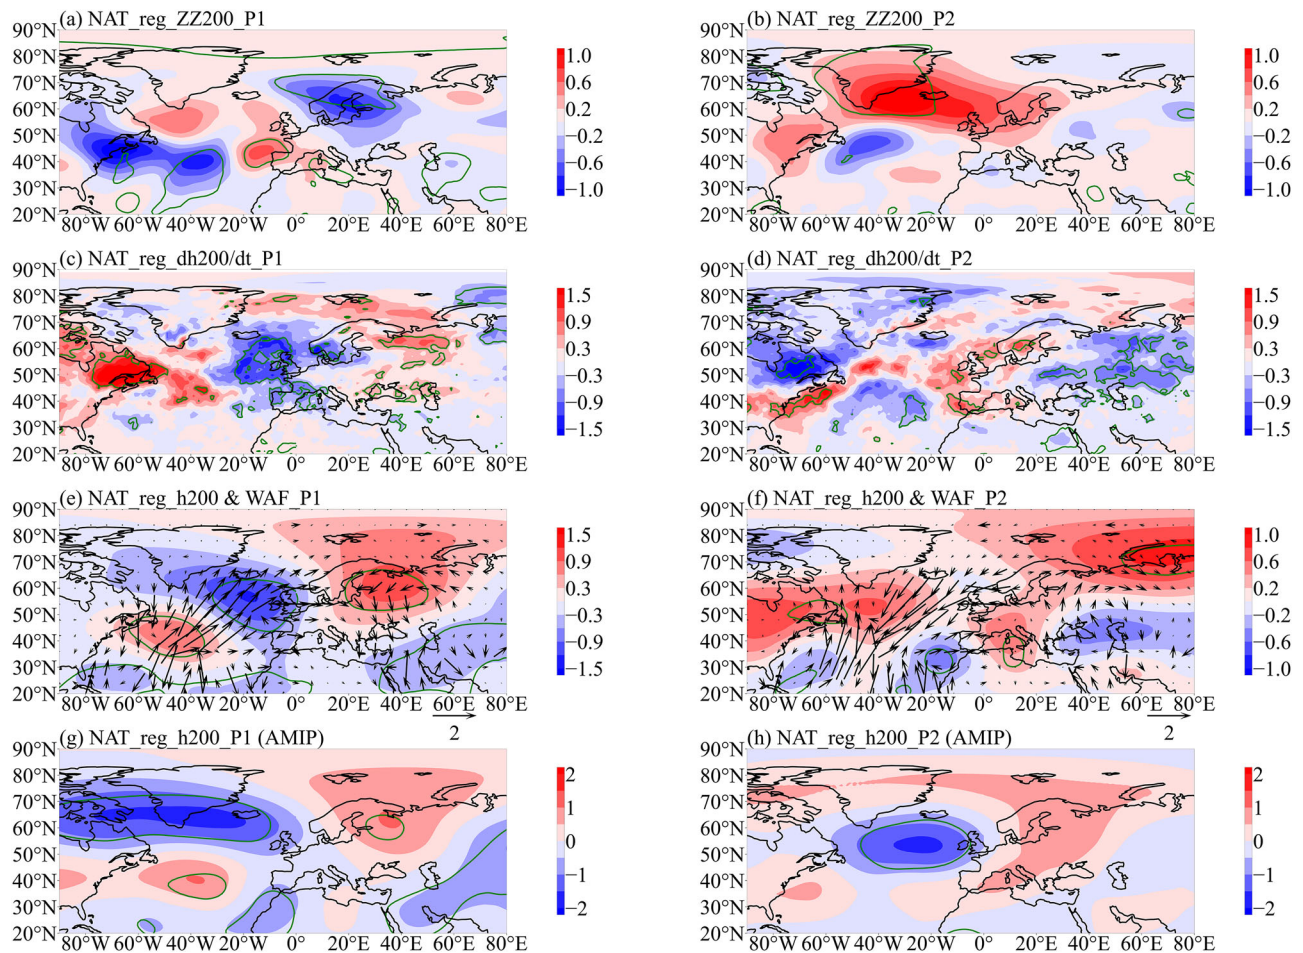 (a) NAT_reg_ZZ200_P1
90°N
80°N
70°N
60°N
50°N
40°N
30°N
20°N
80°W 60°W 40°W 20°W 0° 20°E 40°E 60°E 80°E
1.0
0.6
0.2
−0.2
−0.6
−1.0
(b) NAT_reg_ZZ200_P2
90°N
80°N
70°N
60°N
50°N
40°N
30°N
20°N
80°W 60°W 40°W 20°W 0° 20°E 40°E 60°E 80°E
1.0
0.6
0.2
−0.2
−0.6
−1.0
(c) NAT_reg_dh200/dt_P1
90°N
80°N
70°N
60°N
50°N
40°N
30°N
20°N
80°W 60°W 40°W 20°W 0° 20°E 40°E 60°E 80°E
1.5
0.9
0.3
−0.3
−0.9
−1.5
(d) NAT_reg_dh200/dt_P2
90°N
80°N
70°N
60°N
50°N
40°N
30°N
20°N
80°W 60°W 40°W 20°W 0° 20°E 40°E 60°E 80°E
1.5
0.9
0.3
−0.3
−0.9
−1.5
(e) NAT_reg_h200 & WAF_P1
90°N
80°N
70°N
60°N
50°N
40°N
30°N
20°N
80°W 60°W 40°W 20°W 0° 20°E 40°E 60°E 80°E
2
1.5
0.9
0.3
−0.3
−0.9
−1.5
(f) NAT_reg_h200 & WAF_P2
90°N
80°N
70°N
60°N
50°N
40°N
30°N
20°N
80°W 60°W 40°W 20°W 0° 20°E 40°E 60°E 80°E
2
1.0
0.6
0.2
−0.2
−0.6
−1.0
(g) NAT_reg_h200_P1 (AMIP)
90°N
80°N
70°N
60°N
50°N
40°N
30°N
20°N
80°W 60°W 40°W 20°W 0° 20°E 40°E 60°E 80°E
2
1
0
−1
−2
(h) NAT_reg_h200_P2 (AMIP)
90°N
80°N
70°N
60°N
50°N
40°N
30°N
20°N
80°W 60°W 40°W 20°W 0° 20°E 40°E 60°E 80°E
2
1
0
−1
−2